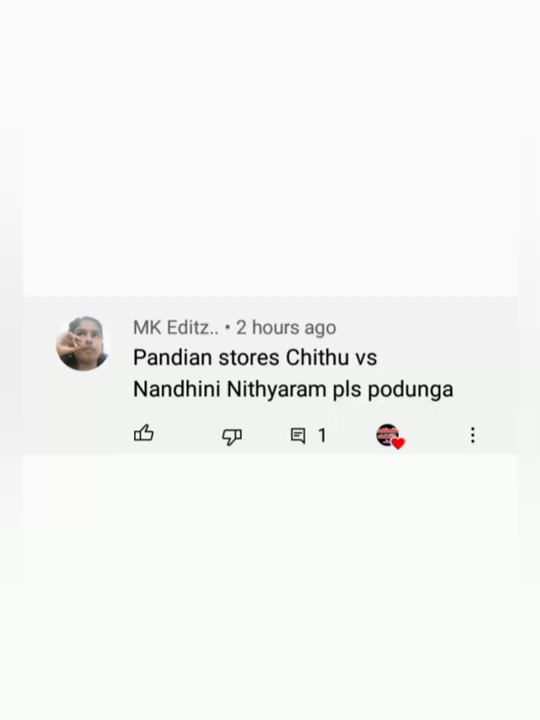 MK Editz.. • 2 hours ago
Pandian stores Chithu vs
Nandhini Nithyaram pls podunga
1